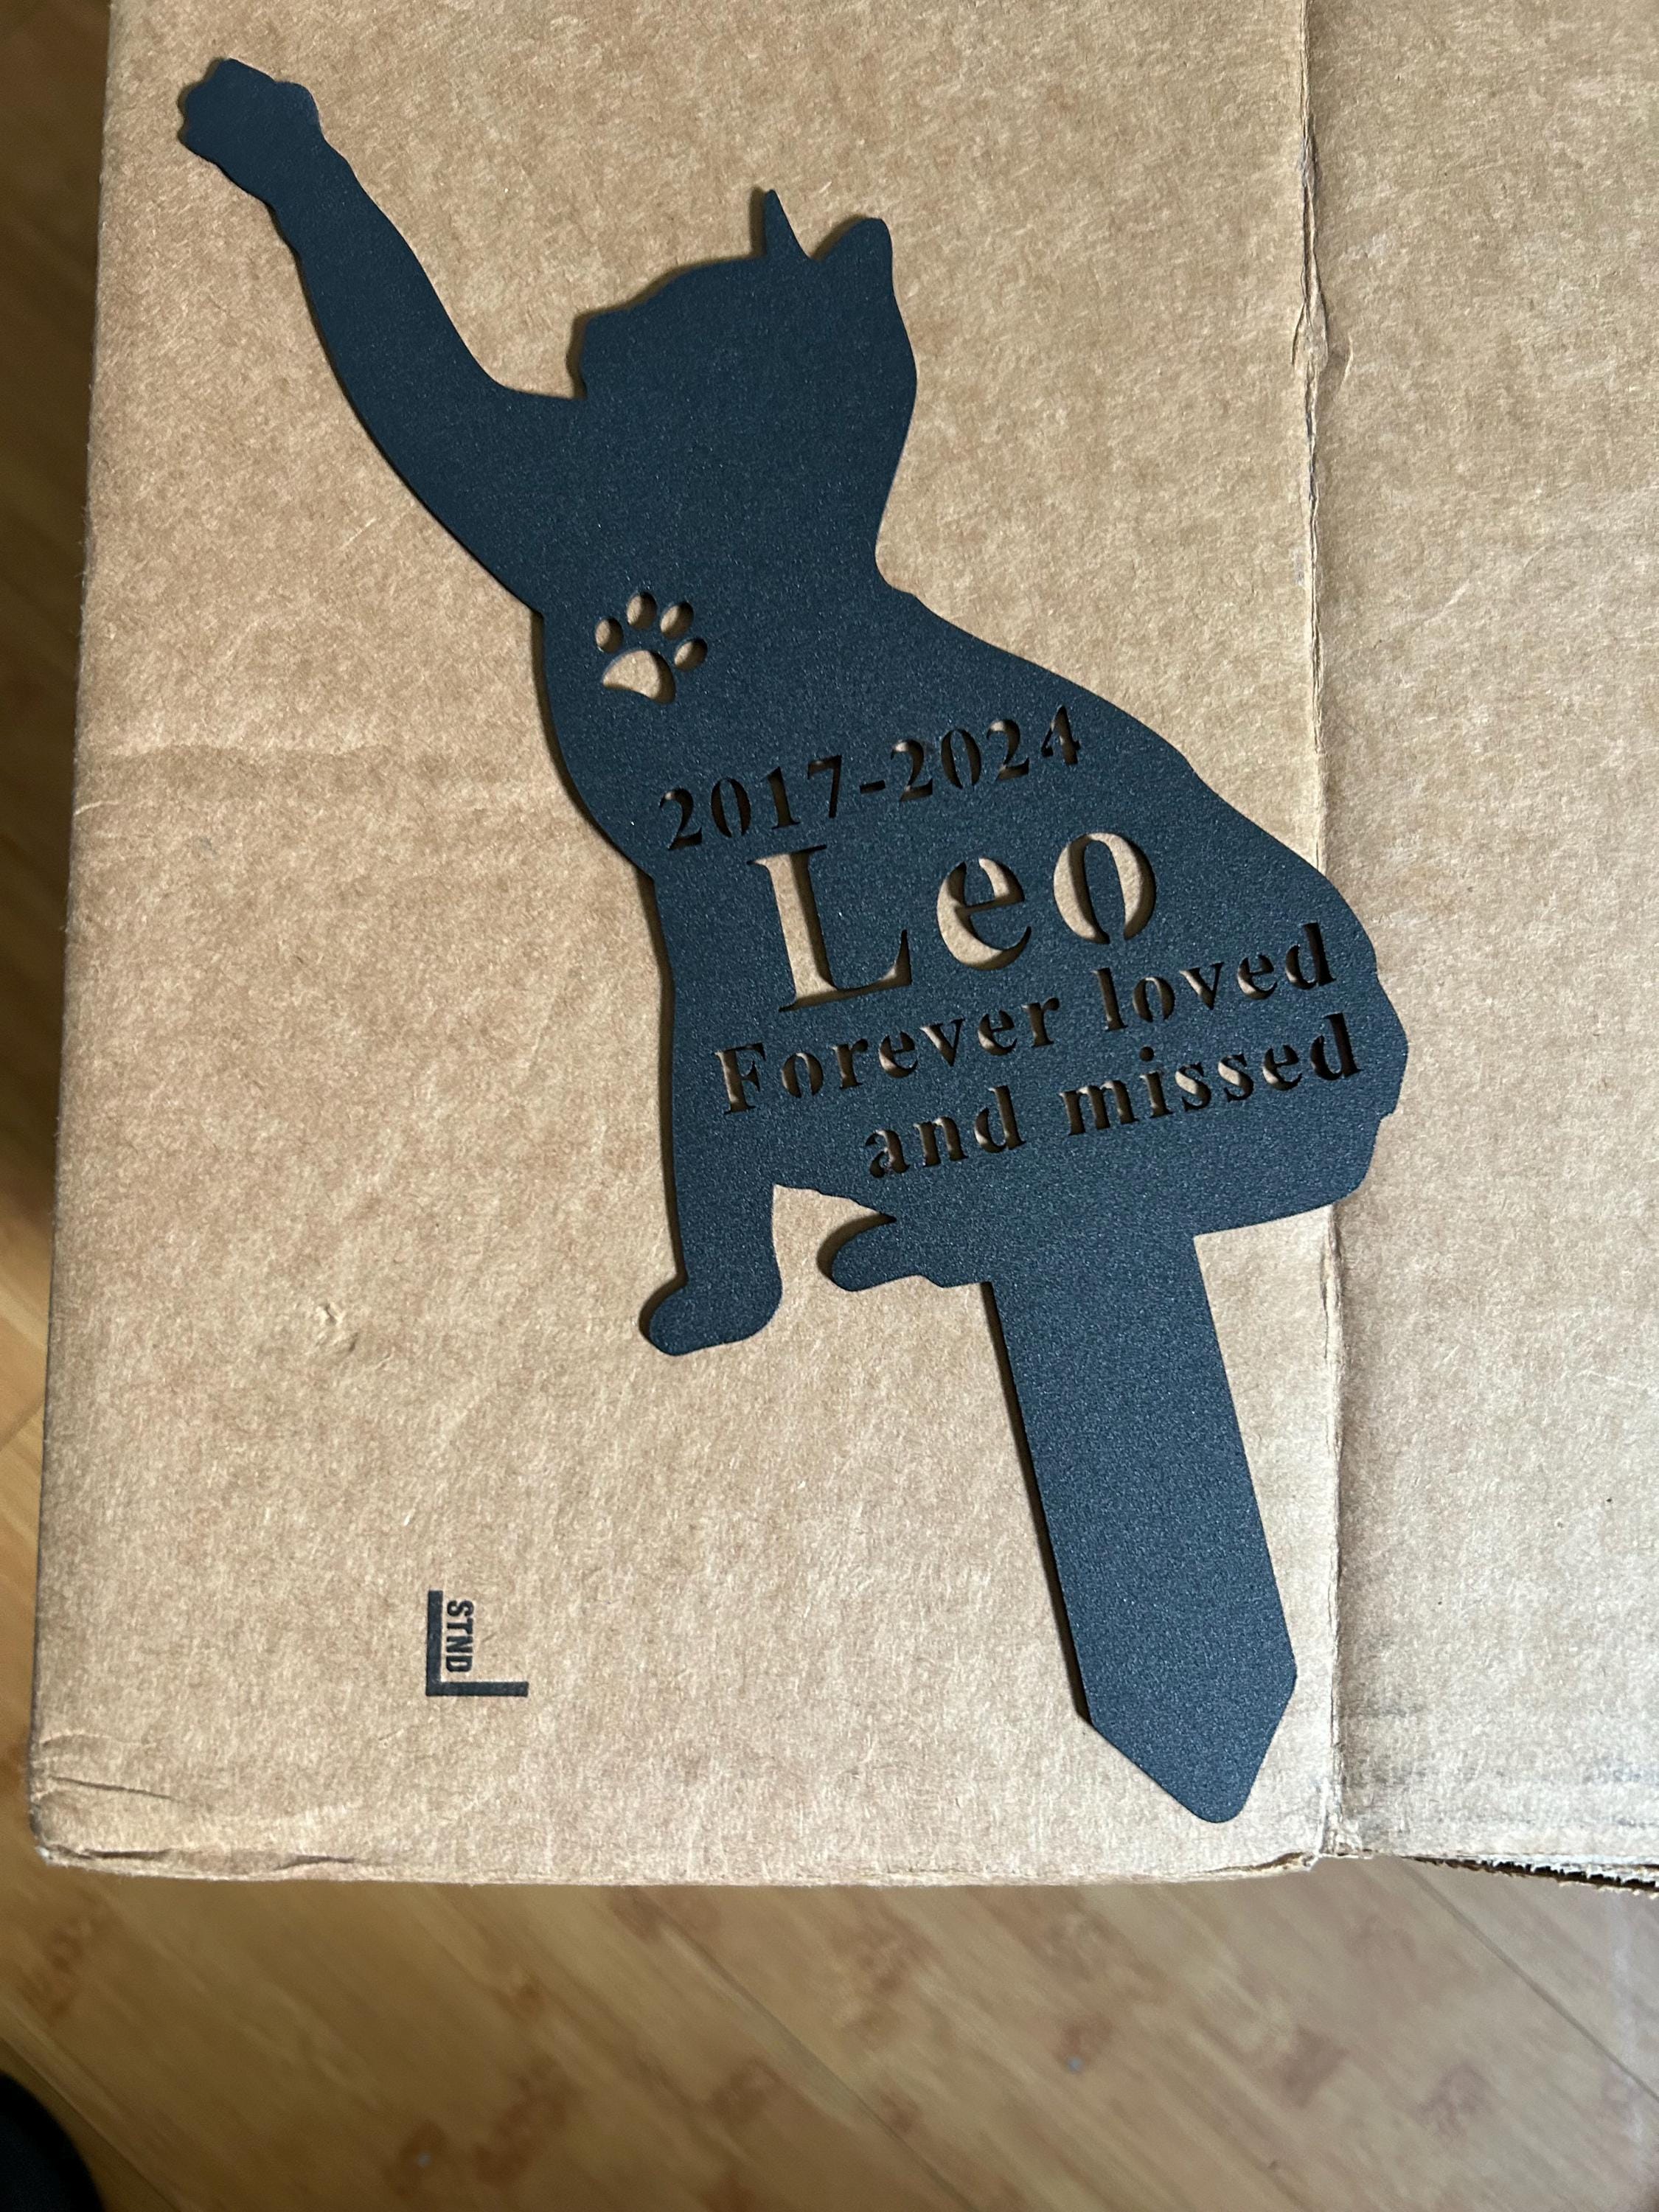 2017-2024
Leo
Forever loved
and missed
STND